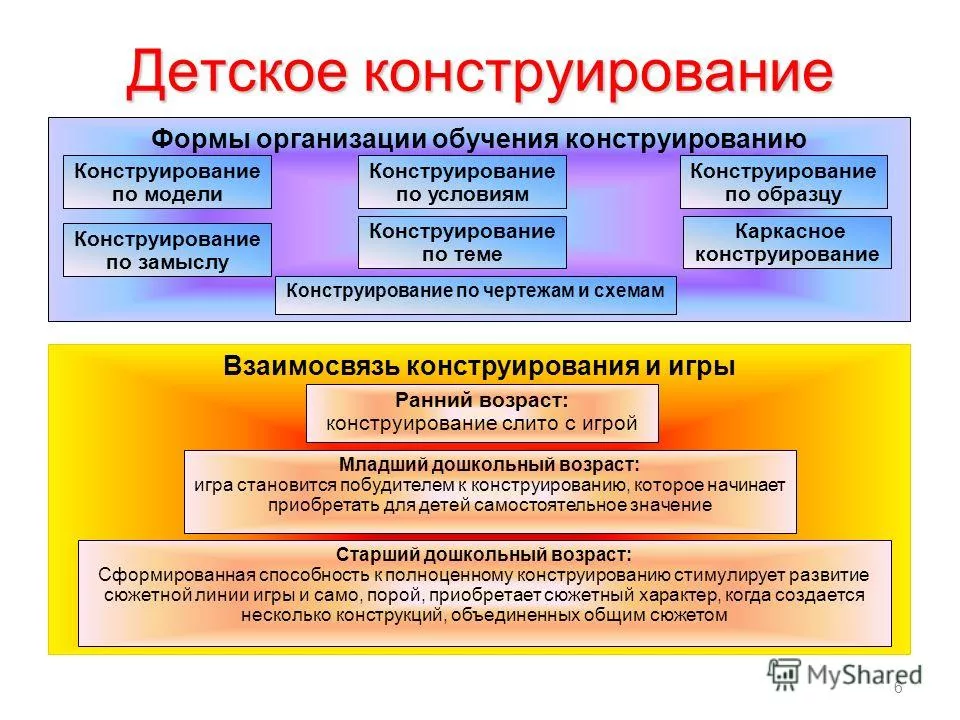 Детское конструирование
Формы организации обучения конструированию
Конструирование
по модели
Конструирование
по условиям
Конструирование
по образцу
Конструирование
по замыслу
Конструирование
по теме
Каркасное
конструирование
Конструирование по чертежам и схемам
Взаимосвязь конструирования и игры
Ранний возраст:
конструирование слито с игрой
Младший дошкольный возраст:
игра становится побудителем к конструированию, которое начинает
приобретать для детей самостоятельное значение
Старший дошкольный возраст:
Сформированная способность к полноценному конструированию стимулирует развитие
сюжетной линии игры и само, порой, приобретает сюжетный характер, когда создается
несколько конструкций, объединенных общим сюжетом
MyShared
6